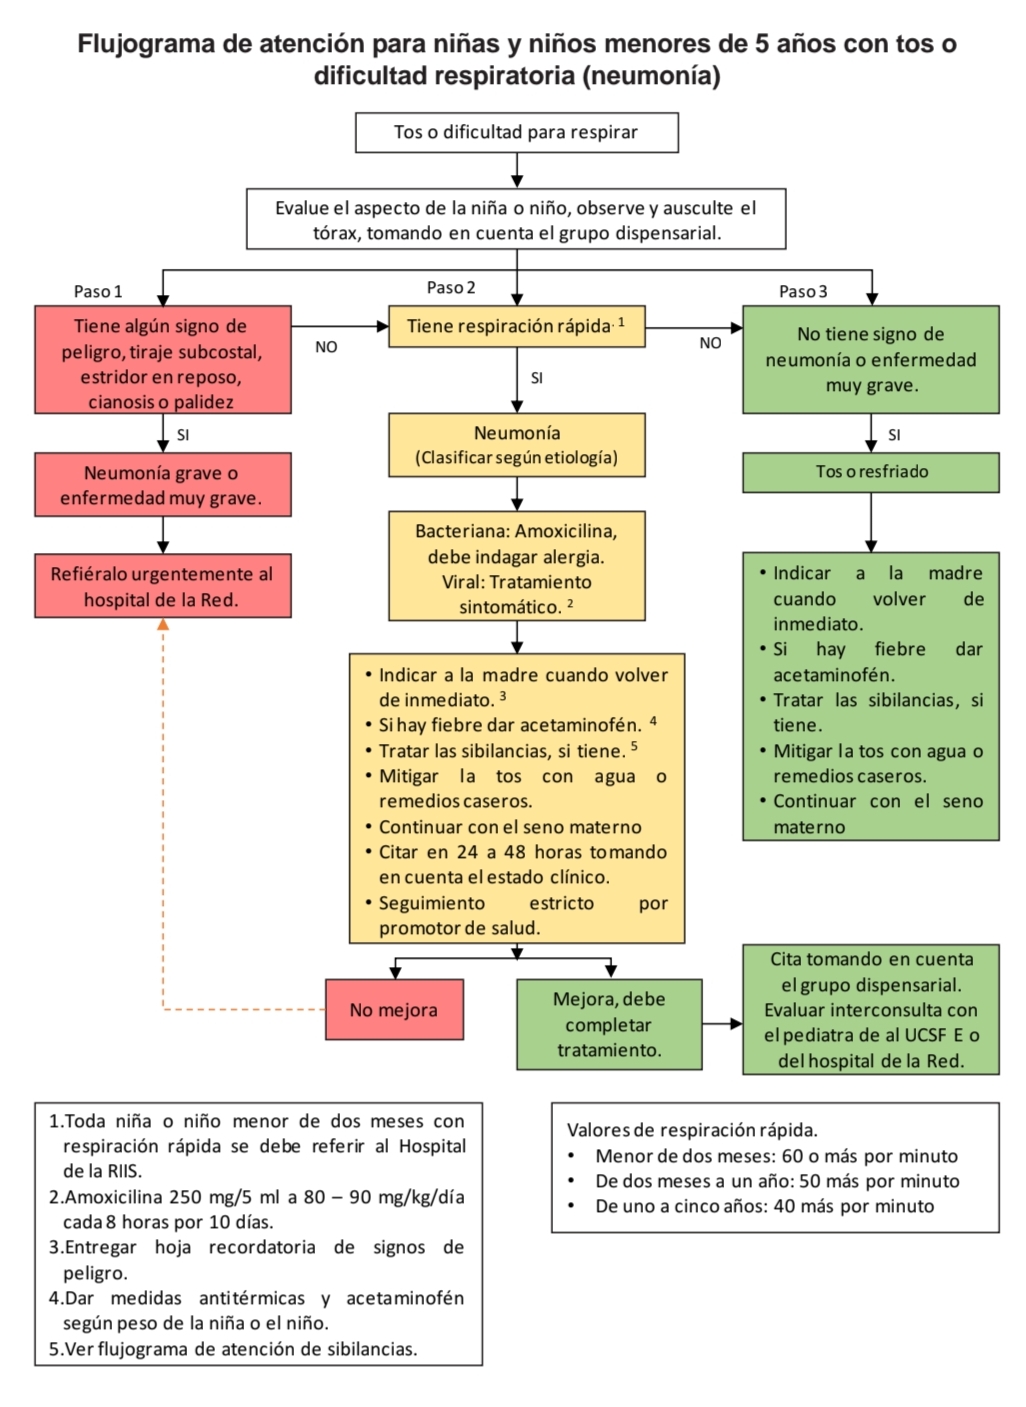 Flujograma de atención para niñas y niños menores de 5 años con tos o
dificultad respiratoria (neumonía)
Tos o dificultad para respirar
Evalue el aspecto de la niña o niño, observe y ausculte el
tórax, tomando en cuenta el grupo dispensarial.
Paso 1
Paso 2
Paso 3
Tiene algún signo de
peligro, tiraje subcostal,
estridor en reposo,
cianosis o palidez
NO
Tiene respiración rápida. 1
NO
No tiene signo de
neumonía o enfermedad
muy grave.
SI
SI
SI
Neumonía grave o
enfermedad muy grave.
Neumonía
(Clasificar según etiología)
Tos o resfriado
Refiéralo urgentemente al
hospital de la Red.
Bacteriana: Amoxicilina,
debe indagar alergia.
Viral: Tratamiento
sintomático. 2
• Indicar a la madre cuando volver
de inmediato. 3
• Si hay fiebre dar acetaminofén. 4
• Tratar las sibilancias, si tiene. 5
• Mitigar la tos con agua o
remedios caseros.
• Continuar con el seno materno
• Citar en 24 a 48 horas tomando
en cuenta el estado clínico.
• Seguimiento estricto por
promotor de salud.
• Indicar a la madre
cuando volver de
inmediato.
• Si hay fiebre dar
acetaminofén.
• Tratar las sibilancias, si
tiene.
• Mitigar la tos con agua o
remedios caseros.
• Continuar con el seno
materno
No mejora
Mejora, debe
completar
tratamiento.
Cita tomando en cuenta
el grupo dispensarial.
Evaluar interconsulta con
el pediatra de al UCSF E o
del hospital de la Red.
1.Toda niña o niño menor de dos meses con
respiración rápida se debe referir al Hospital
de la RIIS.
2.Amoxicilina 250 mg/5 ml a 80 – 90 mg/kg/día
cada 8 horas por 10 días.
3.Entregar hoja recordatoria de signos de
peligro.
4.Dar medidas antitérmicas y acetaminofén
según peso de la niña o el niño.
5.Ver flujograma de atención de sibilancias.
Valores de respiración rápida.
• Menor de dos meses: 60 o más por minuto
• De dos meses a un año: 50 más por minuto
• De uno a cinco años: 40 más por minuto